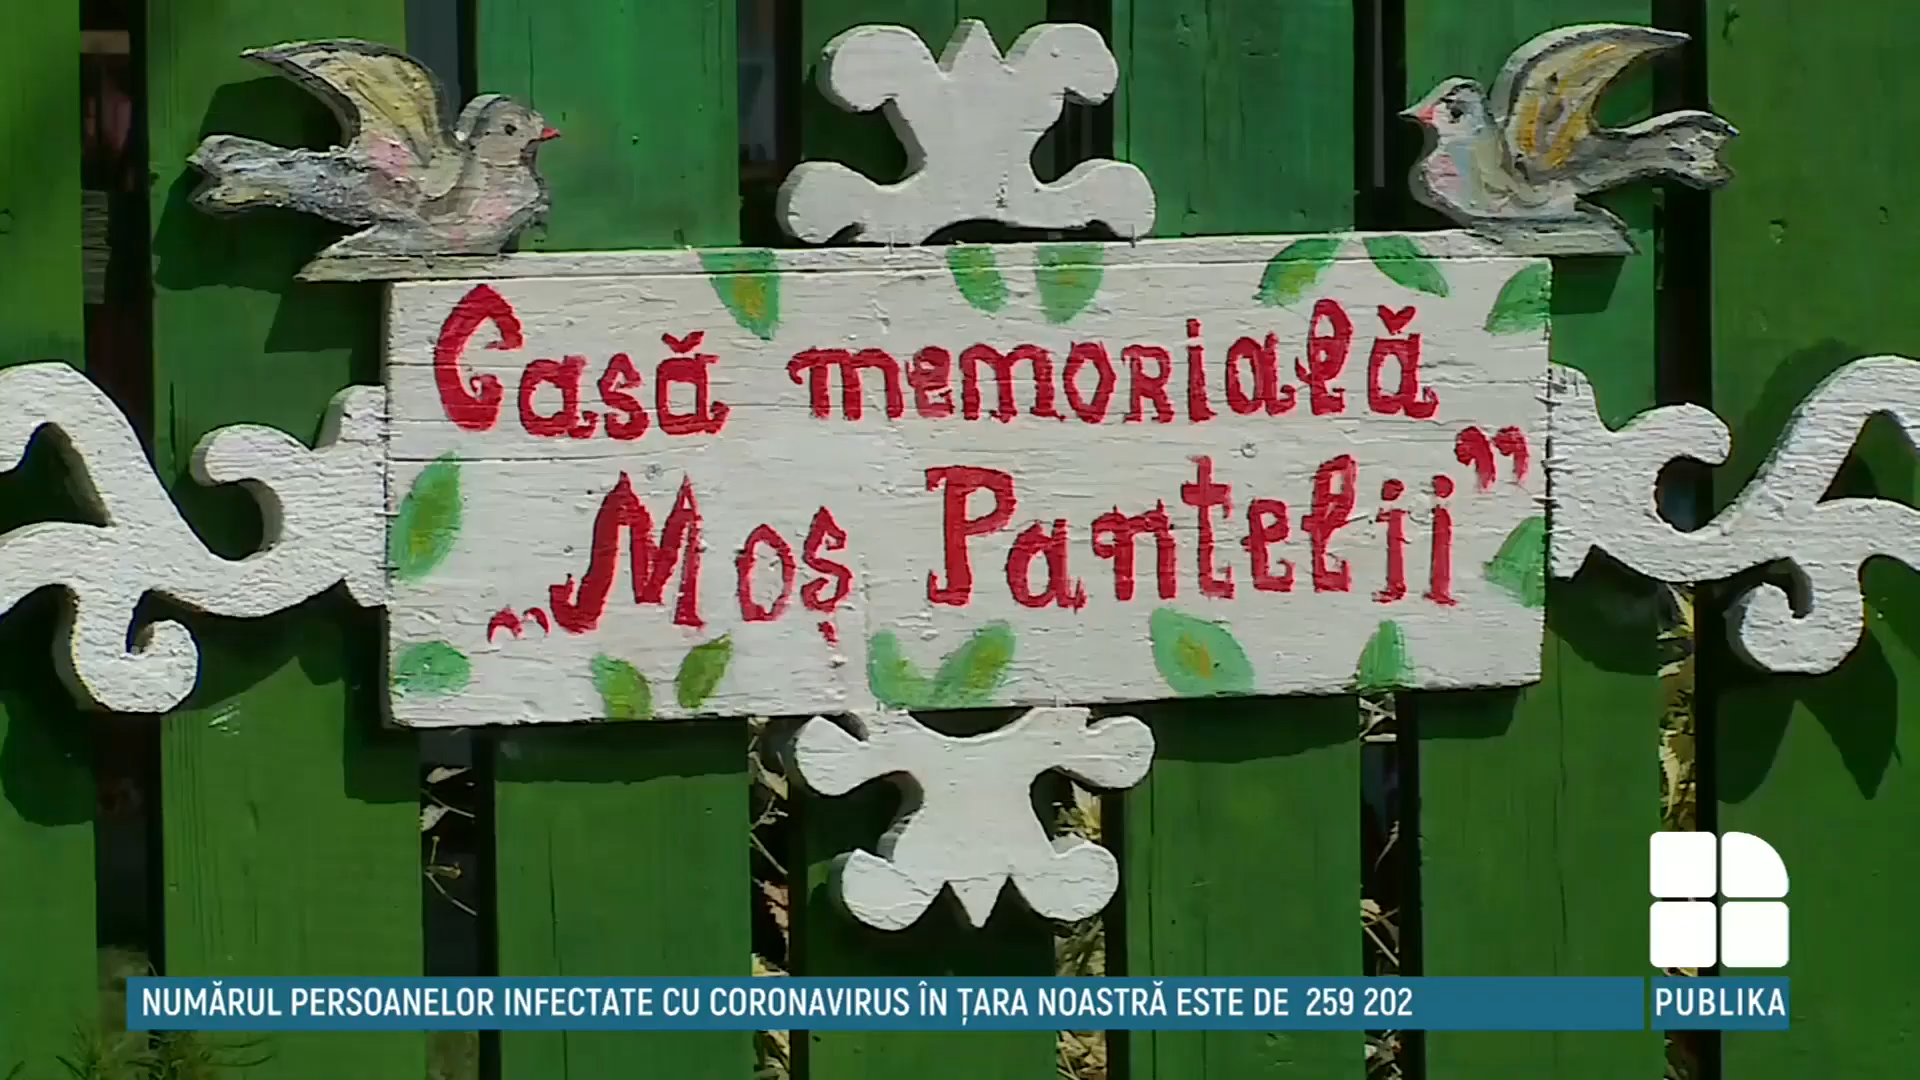 Casă memorială
„Moș Pantelii”
NUMĂRUL PERSOANELOR INFECTATE CU CORONAVIRUS ÎN ȚARA NOASTRĂ ESTE DE 259 202
PUBLIKA